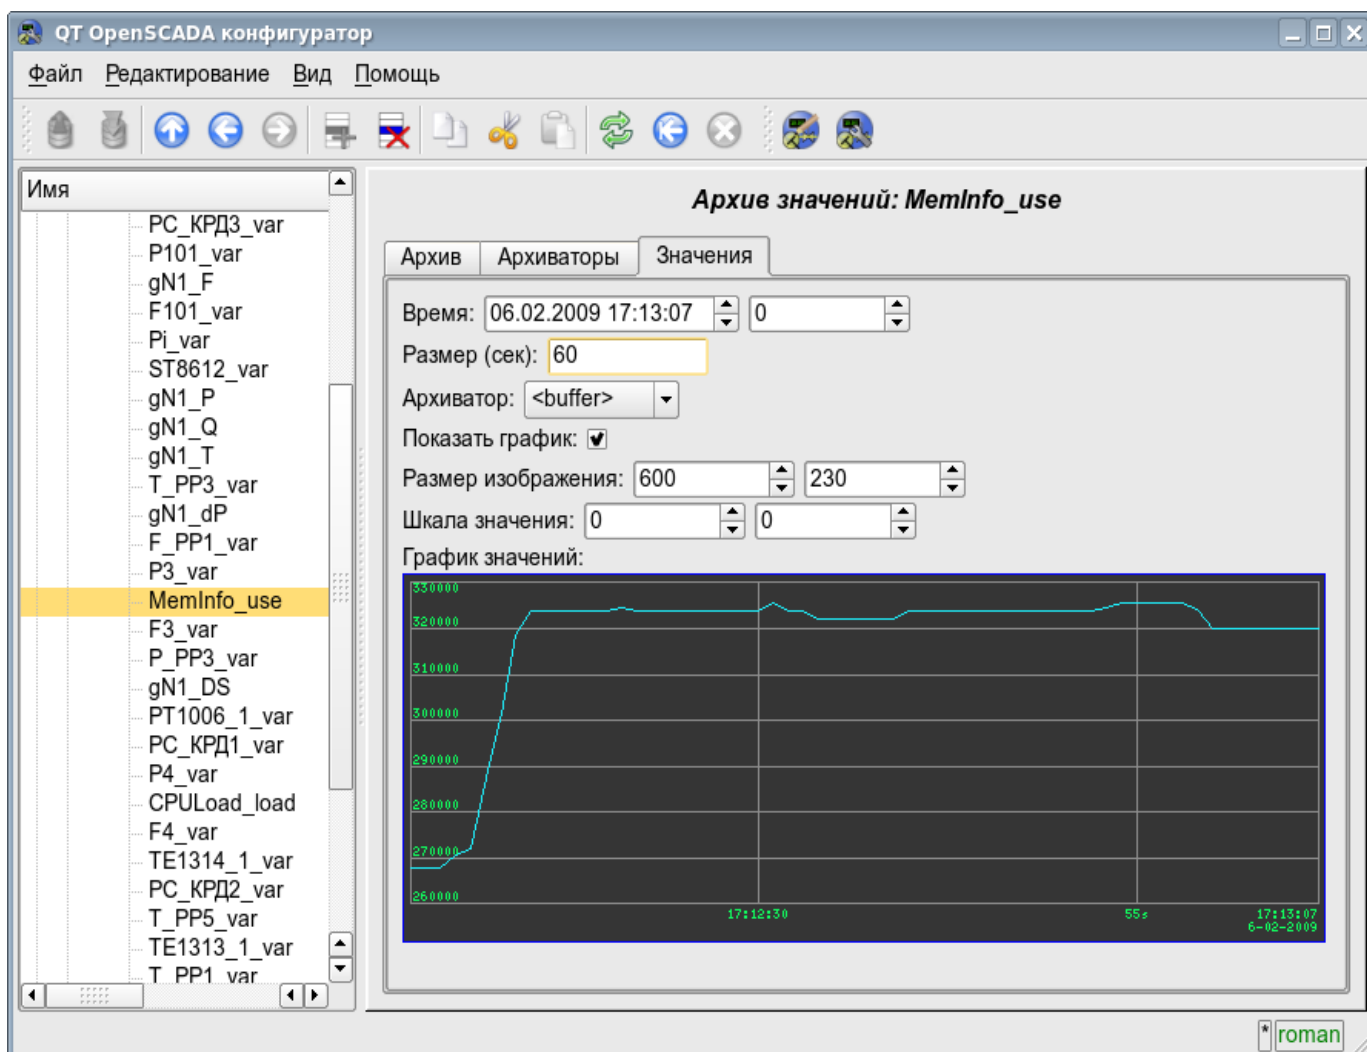 QT OpenSCADA конфигуратор
Файл Редактирование Вид Помощь
Имя
РС_КРД3_var
P101_var
gN1_F
F101_var
Pi_var
ST8612_var
gN1_P
gN1_Q
gN1_T
T_PP3_var
gN1_dP
F_PP1_var
P3_var
MemInfo_use
F3_var
P_PP3_var
gN1_DS
PT1006_1_var
РС_КРД1_var
P4_var
CPULoad_load
F4_var
TE1314_1_var
РС_КРД2_var
T_PP5_var
TE1313_1_var
T_PP1_var
Архив значений: MemInfo_use
Архив Архиваторы Значения
Время: 06.02.2009 17:13:07 0
Размер (сек): 60
Архиватор: <buffer>
Показать график:
Размер изображения: 600 230
Шкала значения: 0 0
График значений:
330000
320000
310000
300000
290000
280000
270000
260000
17:12:30 55s 17:13:07
6-02-2009
* roman